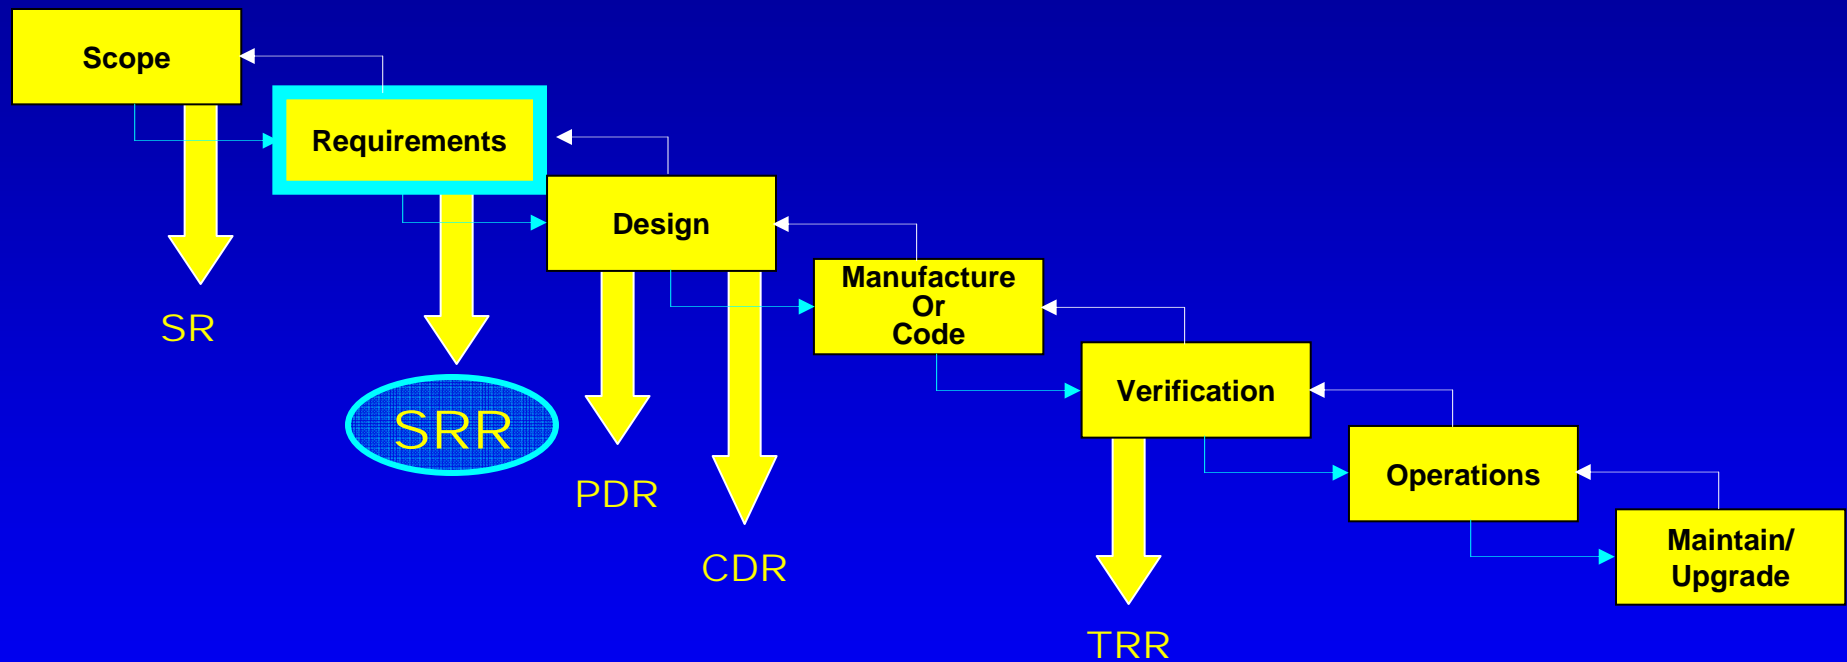 Scope
Requirements
Design
Manufacture
Or
Code
Verification
Operations
Maintain/
Upgrade
SR
SRR
PDR
CDR
TRR